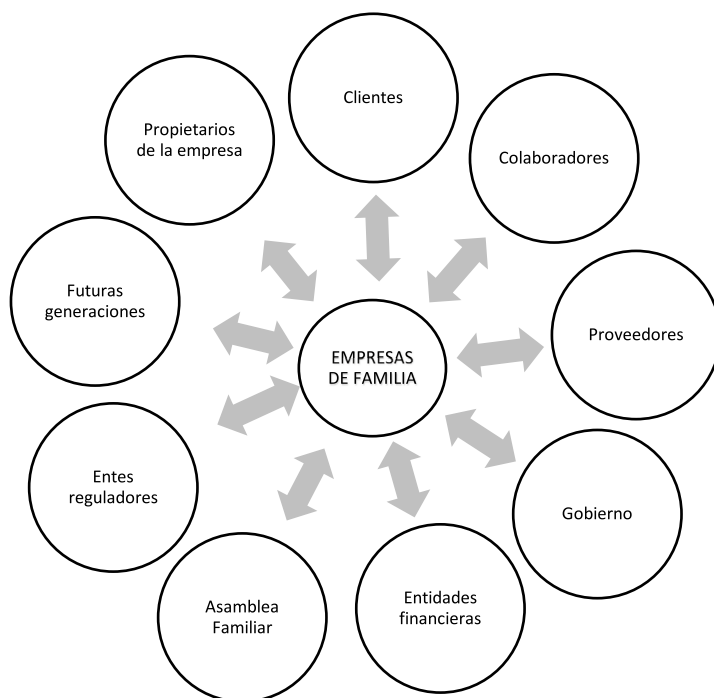 Clientes
Colaboradores
Proveedores
Gobierno
Entidades
financieras
Asamblea
Familiar
Entes
reguladores
Futuras
generaciones
Propietarios
de la empresa
EMPRESAS
DE FAMILIA